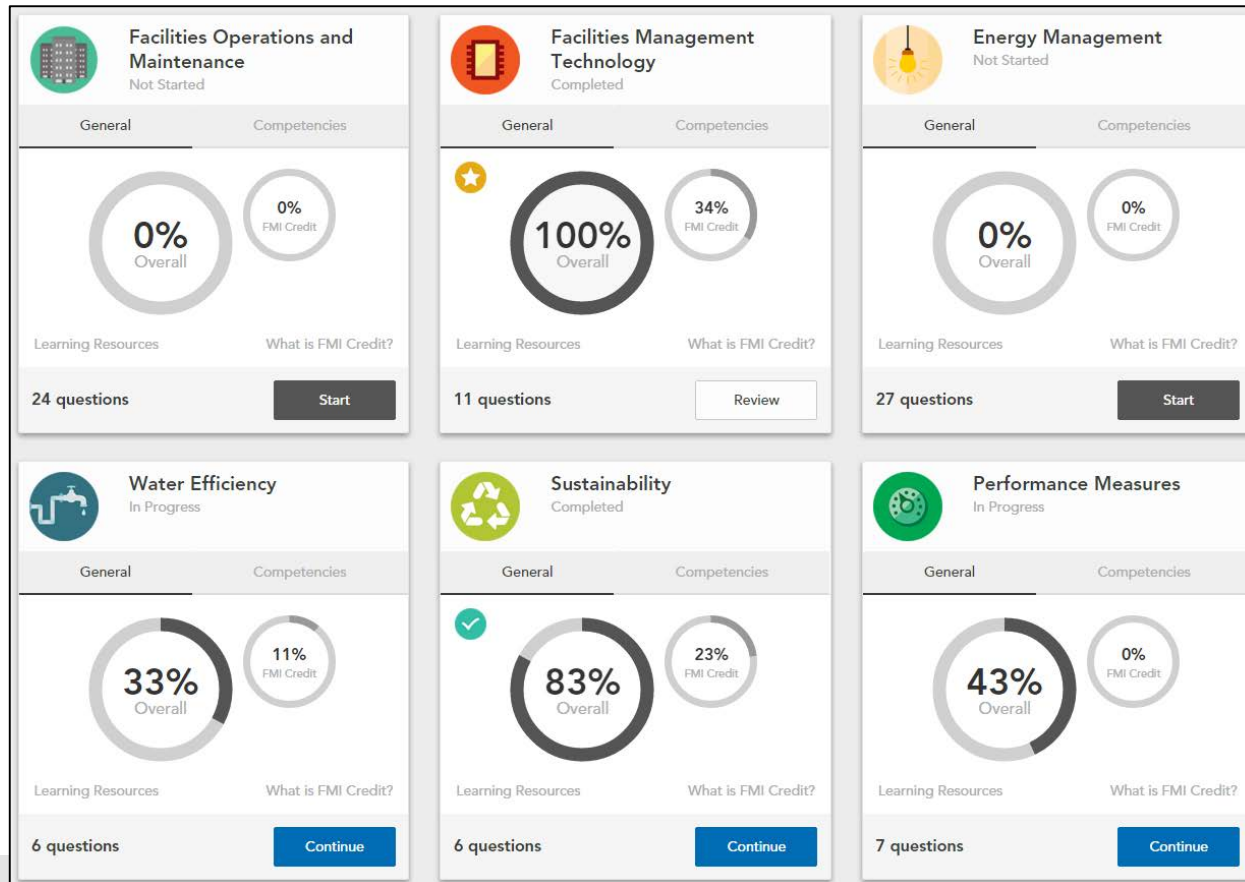 Facilities Operations and
Maintenance
Not Started
General
Competencies
0%
Overall
0%
FMI Credit
Learning Resources
What is FMI Credit?
24 questions
Start
Facilities Management
Technology
Completed
General
Competencies
100%
Overall
34%
FMI Credit
Learning Resources
What is FMI Credit?
11 questions
Review
Energy Management
Not Started
General
Competencies
0%
Overall
0%
FMI Credit
Learning Resources
What is FMI Credit?
27 questions
Start
Water Efficiency
In Progress
General
Competencies
33%
Overall
11%
FMI Credit
Learning Resources
What is FMI Credit?
6 questions
Continue
Sustainability
Completed
General
Competencies
83%
Overall
23%
FMI Credit
Learning Resources
What is FMI Credit?
6 questions
Continue
Performance Measures
In Progress
General
Competencies
43%
Overall
0%
FMI Credit
Learning Resources
What is FMI Credit?
7 questions
Continue